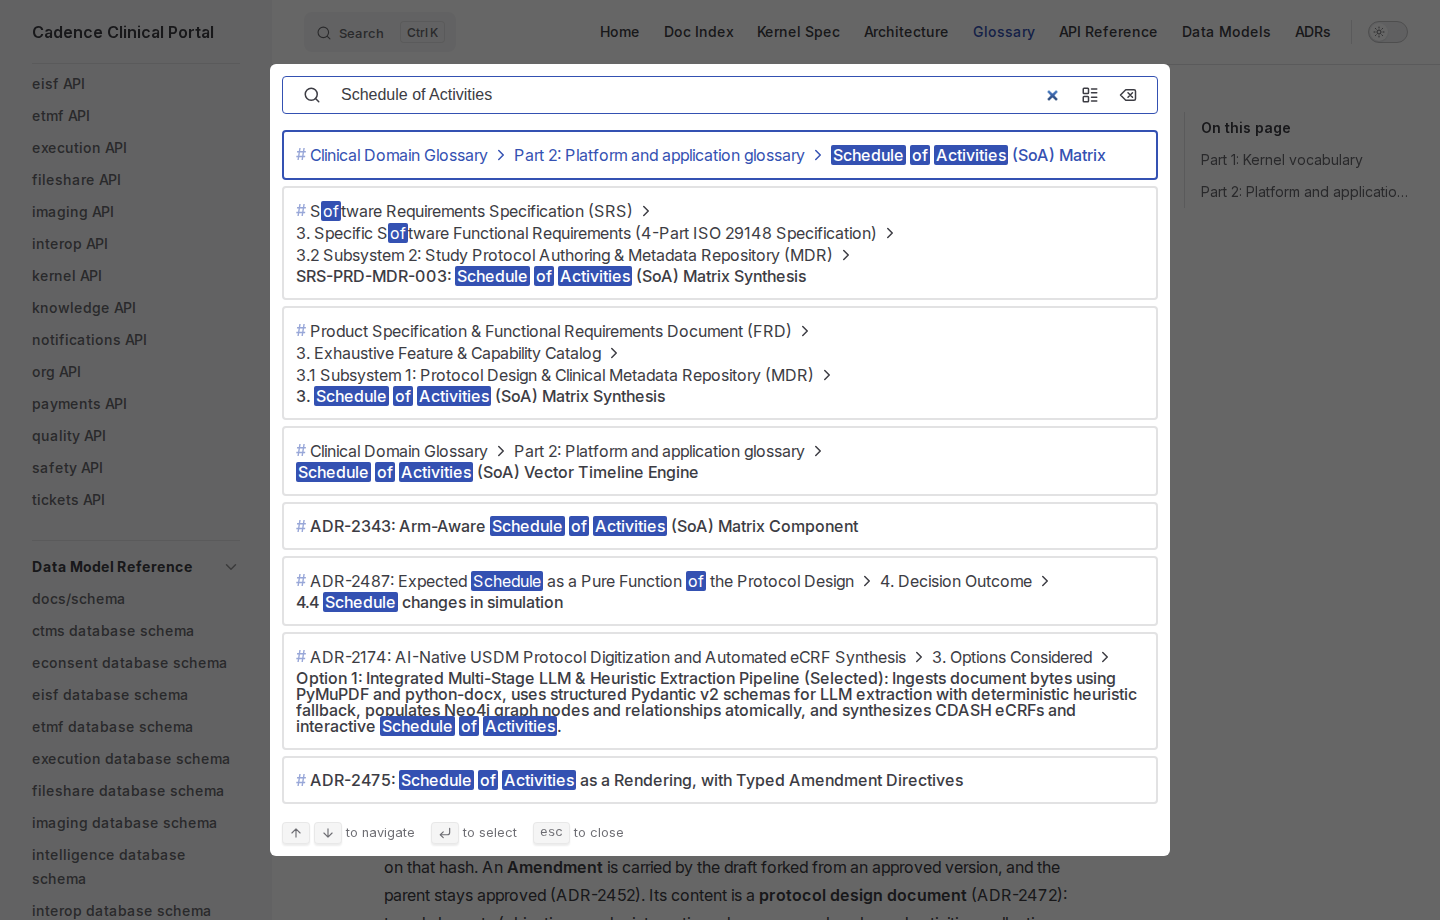 Cadence Clinical Portal
Search Ctrl K
Home Doc Index Kernel Spec Architecture Glossary API Reference Data Models ADRs
eisf API
etmf API
execution API
fileshare API
imaging API
interop API
kernel API
knowledge API
notifications API
org API
payments API
quality API
safety API
tickets API
Data Model Reference
docs/schema
ctms database schema
econsent database schema
eisf database schema
etmf database schema
execution database schema
fileshare database schema
imaging database schema
intelligence database
schema
interop database schema
Schedule of Activities
# Clinical Domain Glossary > Part 2: Platform and application glossary > Schedule of Activities (SoA) Matrix
# Software Requirements Specification (SRS) >
3. Specific Software Functional Requirements (4-Part ISO 29148 Specification) >
3.2 Subsystem 2: Study Protocol Authoring & Metadata Repository (MDR) >
SRS-PRD-MDR-003: Schedule of Activities (SoA) Matrix Synthesis
# Product Specification & Functional Requirements Document (FRD) >
3. Exhaustive Feature & Capability Catalog >
3.1 Subsystem 1: Protocol Design & Clinical Metadata Repository (MDR) >
3. Schedule of Activities (SoA) Matrix Synthesis
# Clinical Domain Glossary > Part 2: Platform and application glossary >
Schedule of Activities (SoA) Vector Timeline Engine
# ADR-2343: Arm-Aware Schedule of Activities (SoA) Matrix Component
# ADR-2487: Expected Schedule as a Pure Function of the Protocol Design > 4. Decision Outcome >
4.4 Schedule changes in simulation
# ADR-2174: AI-Native USDM Protocol Digitization and Automated eCRF Synthesis > 3. Options Considered >
Option 1: Integrated Multi-Stage LLM & Heuristic Extraction Pipeline (Selected): Ingests document bytes using
PyMuPDF and python-docx, uses structured Pydantic v2 schemas for LLM extraction with deterministic heuristic
fallback, populates Neo4j graph nodes and relationships atomically, and synthesizes CDASH eCRFs and
interactive Schedule of Activities.
# ADR-2475: Schedule of Activities as a Rendering, with Typed Amendment Directives
to navigate to select esc to close
On this page
Part 1: Kernel vocabulary
Part 2: Platform and applicatio...
on that hash. An Amendment is carried by the draft forked from an approved version, and the
parent stays approved (ADR-2452). Its content is a protocol design document (ADR-2472):